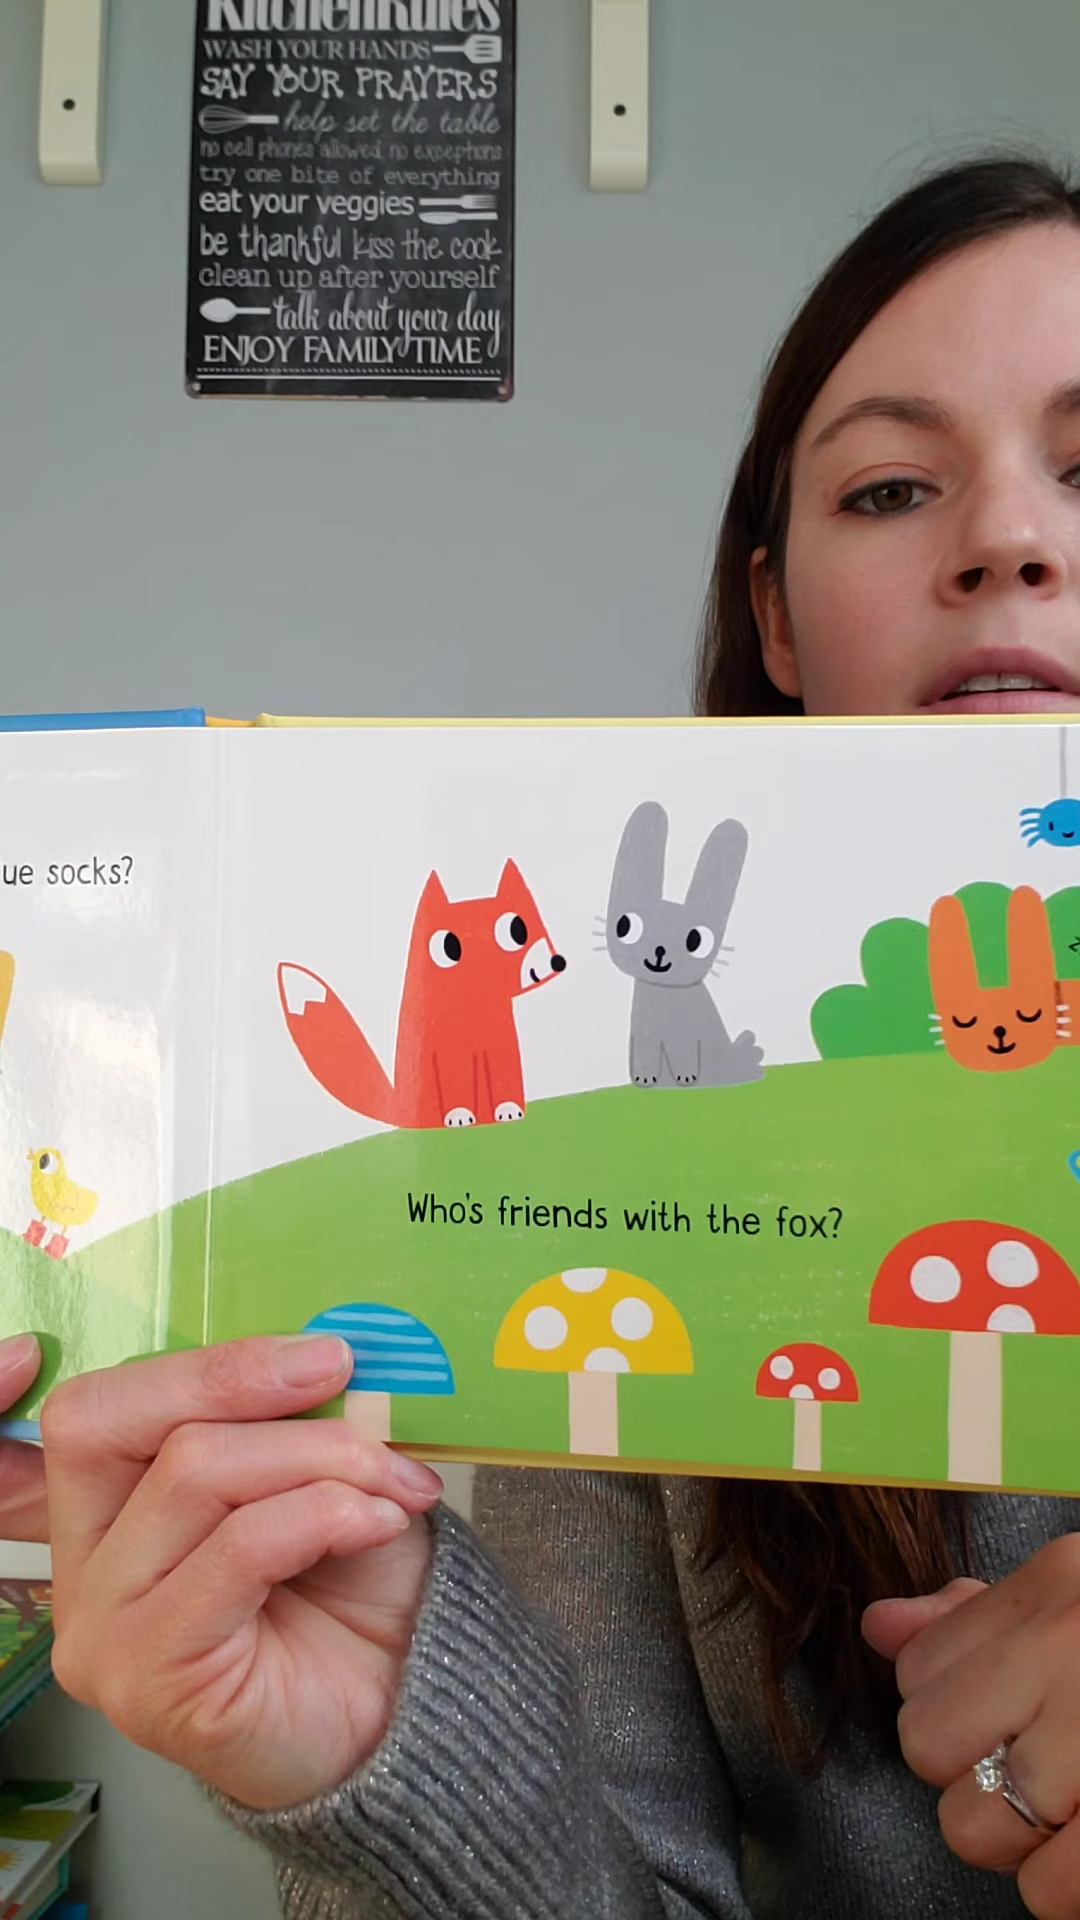 KitchenRules
WASH YOUR HANDS
SAY YOUR PRAYERS
help set the table
no cell phones allowed no exceptions
try one bite of everything
eat your veggies
be thankful kiss the cook
clean up after yourself
talk about your day
ENJOY FAMILY TIME
ue socks?
Who's friends with the fox?